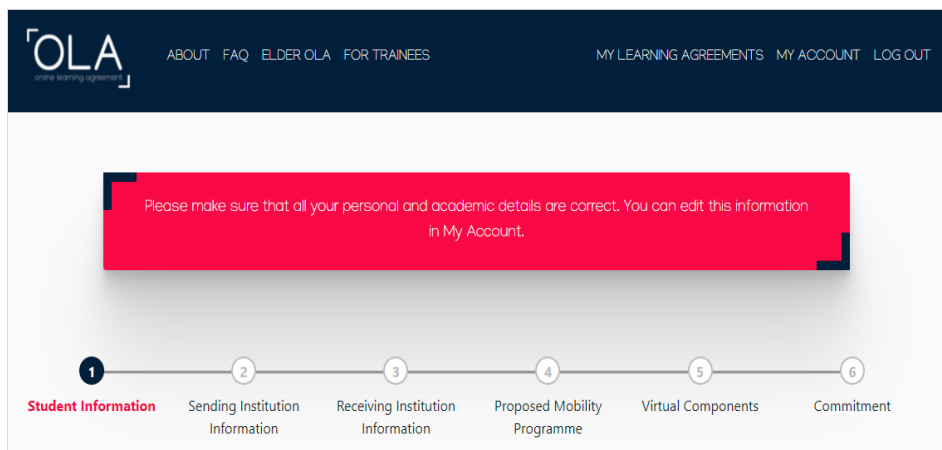 OLA
online learning agreement
ABOUT FAQ ELDER OLA FOR TRAINEES MY LEARNING AGREEMENTS MY ACCOUNT LOG OUT
Please make sure that all your personal and academic details are correct. You can edit this information
in My Account.
1 2 3 4 5 6
Student Information Sending Institution Receiving Institution Proposed Mobility Virtual Components Commitment
Information Information Programme